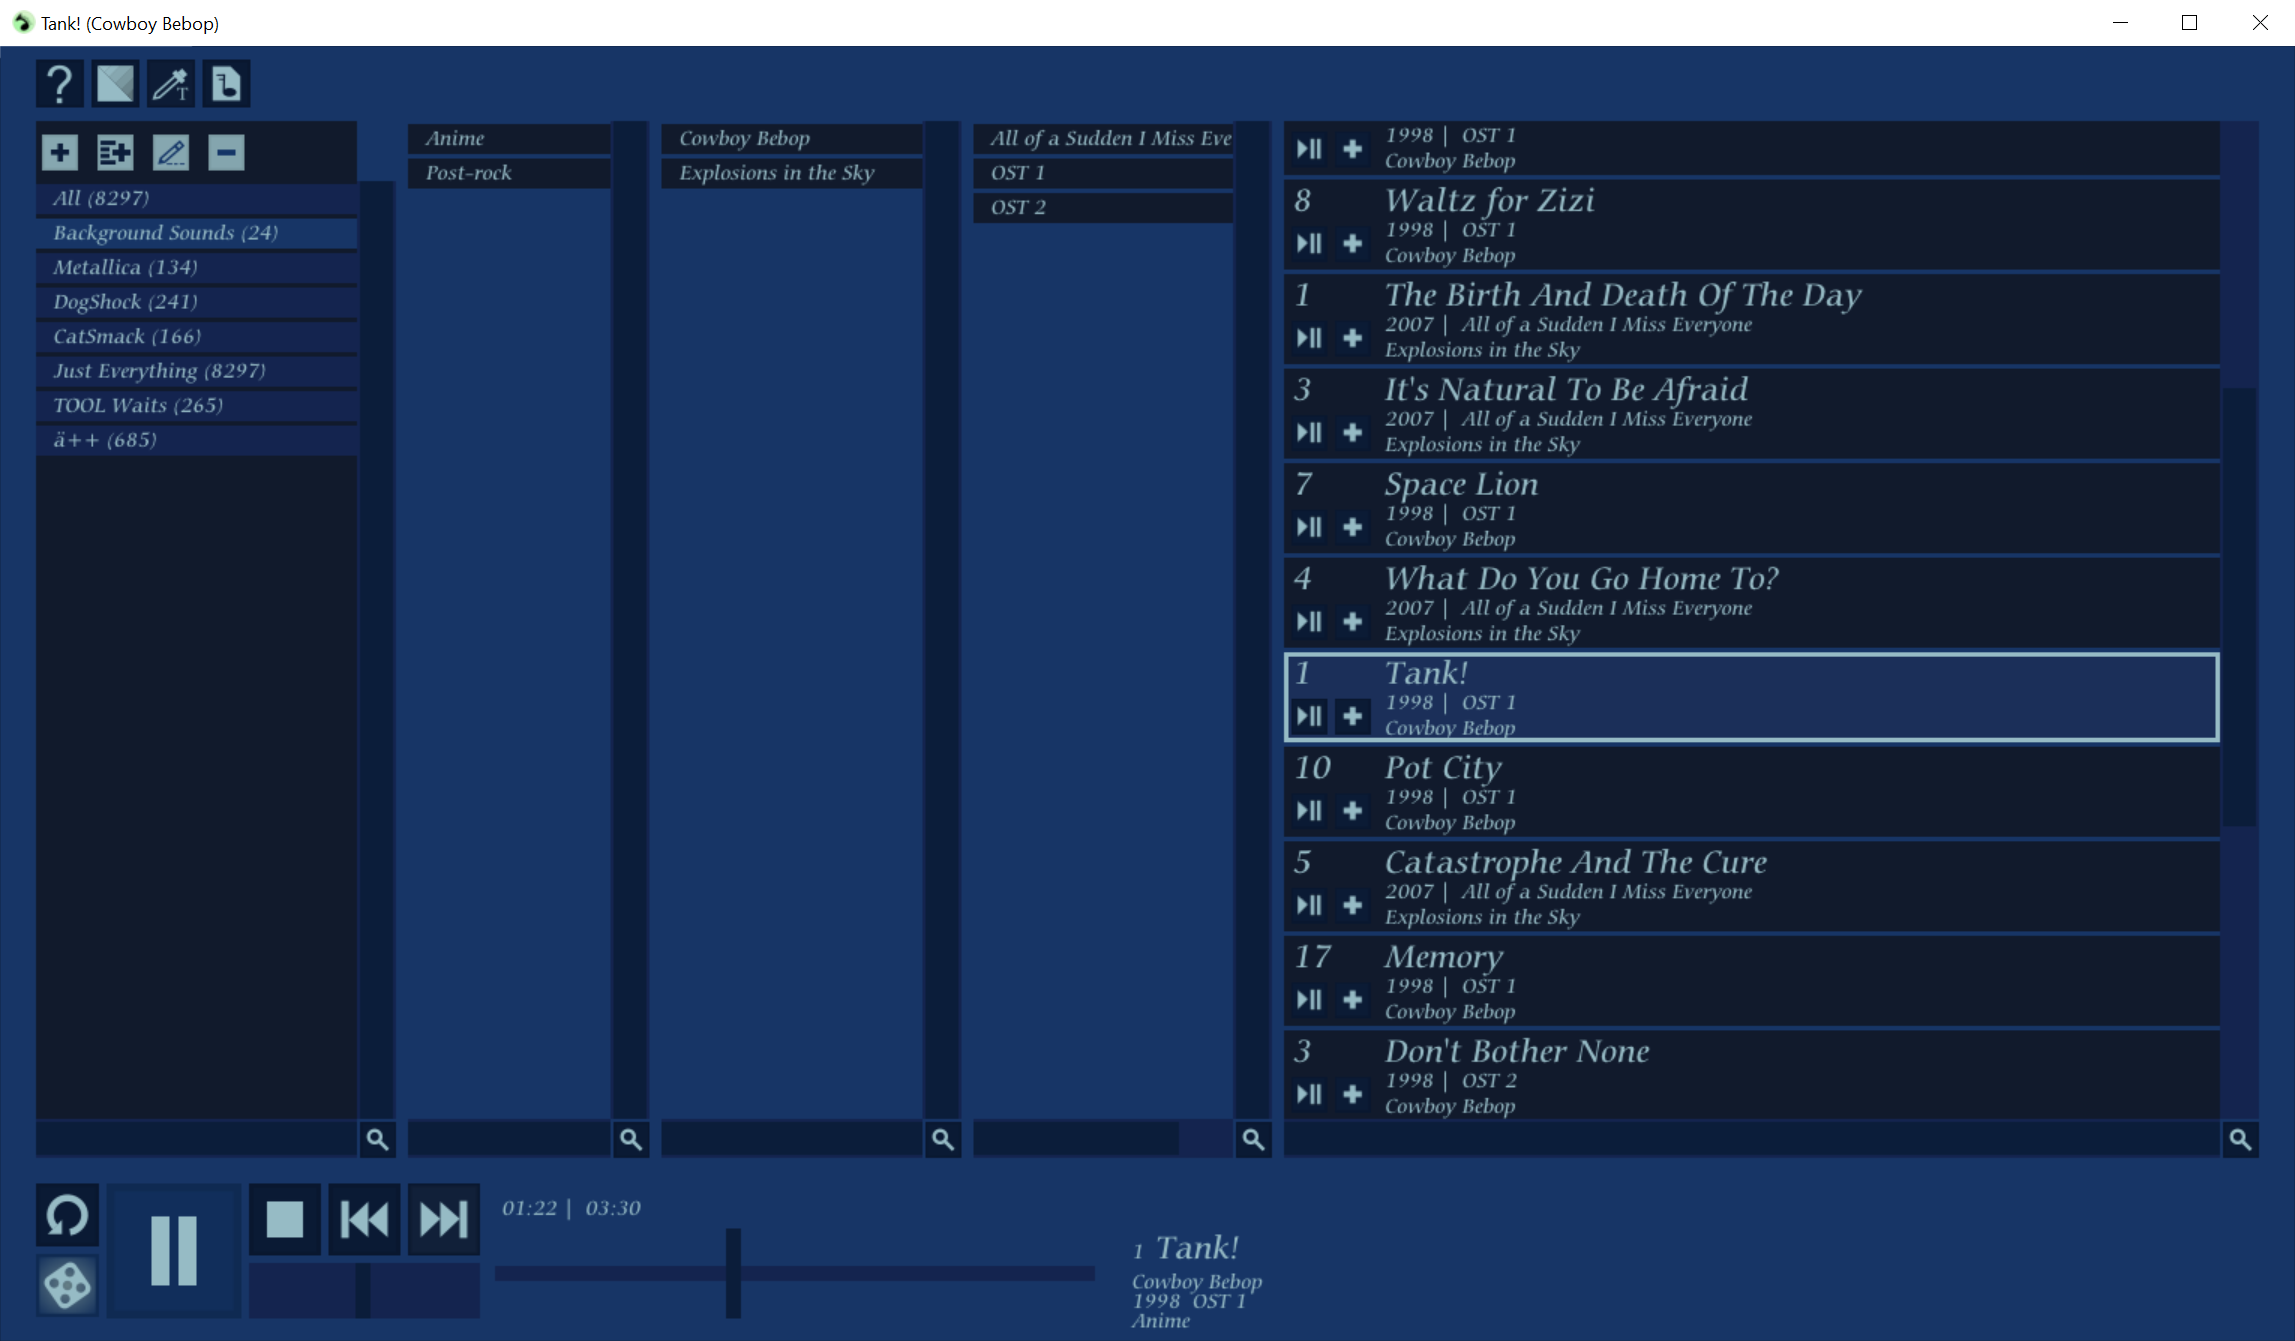 Tank! (Cowboy Bebop)
All (8297)
Background Sounds (24)
Metallica (134)
DogShock (241)
CatSmack (166)
Just Everything (8297)
TOOL Waits (265)
ä++ (685)
Anime
Post-rock
Cowboy Bebop
Explosions in the Sky
All of a Sudden I Miss Eve
OST 1
OST 2
1998 | OST 1
Cowboy Bebop
8 Waltz for Zizi
1998 | OST 1
Cowboy Bebop
1 The Birth And Death Of The Day
2007 | All of a Sudden I Miss Everyone
Explosions in the Sky
3 It's Natural To Be Afraid
2007 | All of a Sudden I Miss Everyone
Explosions in the Sky
7 Space Lion
1998 | OST 1
Cowboy Bebop
4 What Do You Go Home To?
2007 | All of a Sudden I Miss Everyone
Explosions in the Sky
1 Tank!
1998 | OST 1
Cowboy Bebop
10 Pot City
1998 | OST 1
Cowboy Bebop
5 Catastrophe And The Cure
2007 | All of a Sudden I Miss Everyone
Explosions in the Sky
17 Memory
1998 | OST 1
Cowboy Bebop
3 Don't Bother None
1998 | OST 2
Cowboy Bebop
01:22 | 03:30
1 Tank!
Cowboy Bebop
1998 OST 1
Anime